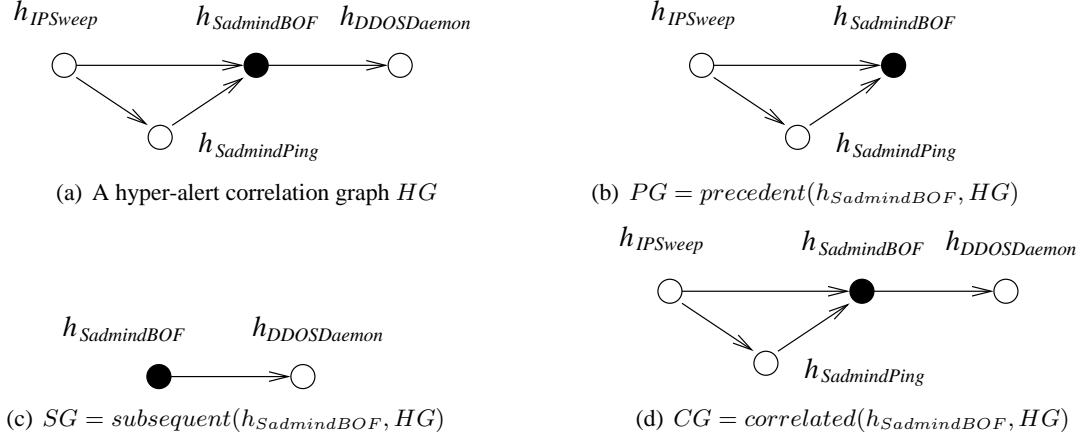 h_IPSweep h_SadmindBOF h_DDOSDaemon
h_SadmindPing
(a) A hyper-alert correlation graph HG
h_IPSweep h_SadmindBOF
h_SadmindPing
(b) PG = precedent(h_SadmindBOF, HG)
h_SadmindBOF h_DDOSDaemon
(c) SG = subsequent(h_SadmindBOF, HG)
h_IPSweep h_SadmindBOF h_DDOSDaemon
h_SadmindPing
(d) CG = correlated(h_SadmindBOF, HG)